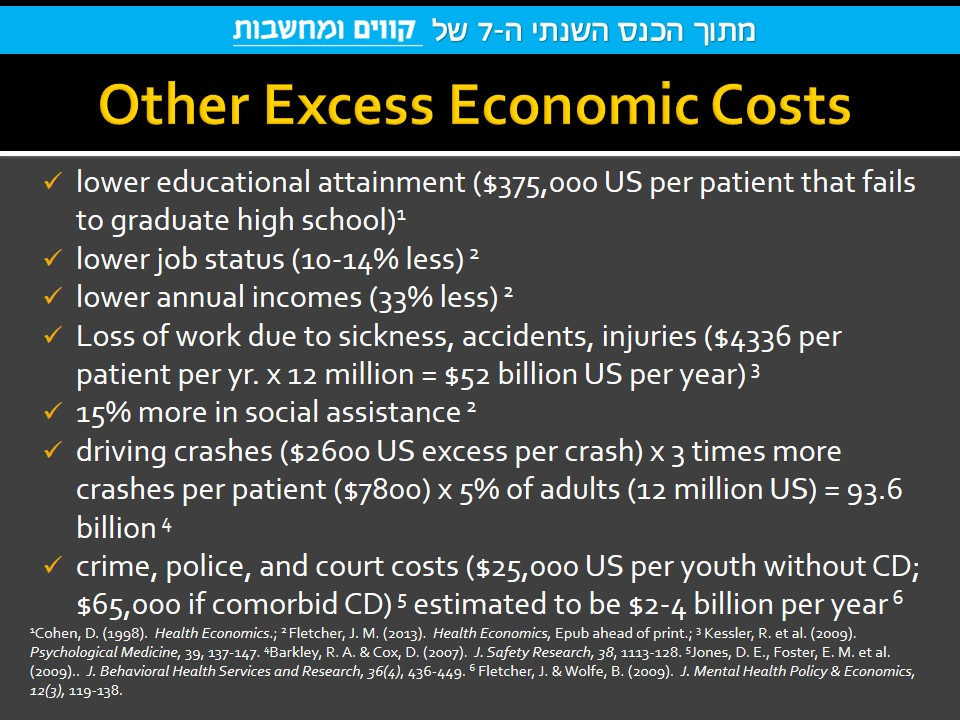 מתוך הכנס השנתי ה-7 של קווים ומחשבות
Other Excess Economic Costs
✓ lower educational attainment ($375,000 US per patient that fails
to graduate high school)¹
✓ lower job status (10-14% less) ²
✓ lower annual incomes (33% less) ²
✓ Loss of work due to sickness, accidents, injuries ($4336 per
patient per yr. x 12 million = $52 billion US per year) ³
✓ 15% more in social assistance ²
✓ driving crashes ($2600 US excess per crash) x 3 times more
crashes per patient ($7800) x 5% of adults (12 million US) = 93.6
billion ⁴
✓ crime, police, and court costs ($25,000 US per youth without CD;
$65,000 if comorbid CD) ⁵ estimated to be $2-4 billion per year ⁶
¹Cohen, D. (1998). Health Economics.; ² Fletcher, J. M. (2013). Health Economics, Epub ahead of print.; ³ Kessler, R. et al. (2009).
Psychological Medicine, 39, 137-147. ⁴Barkley, R. A. & Cox, D. (2007). J. Safety Research, 38, 1113-128. ⁵Jones, D. E., Foster, E. M. et al.
(2009).. J. Behavioral Health Services and Research, 36(4), 436-449. ⁶ Fletcher, J. & Wolfe, B. (2009). J. Mental Health Policy & Economics,
12(3), 119-138.